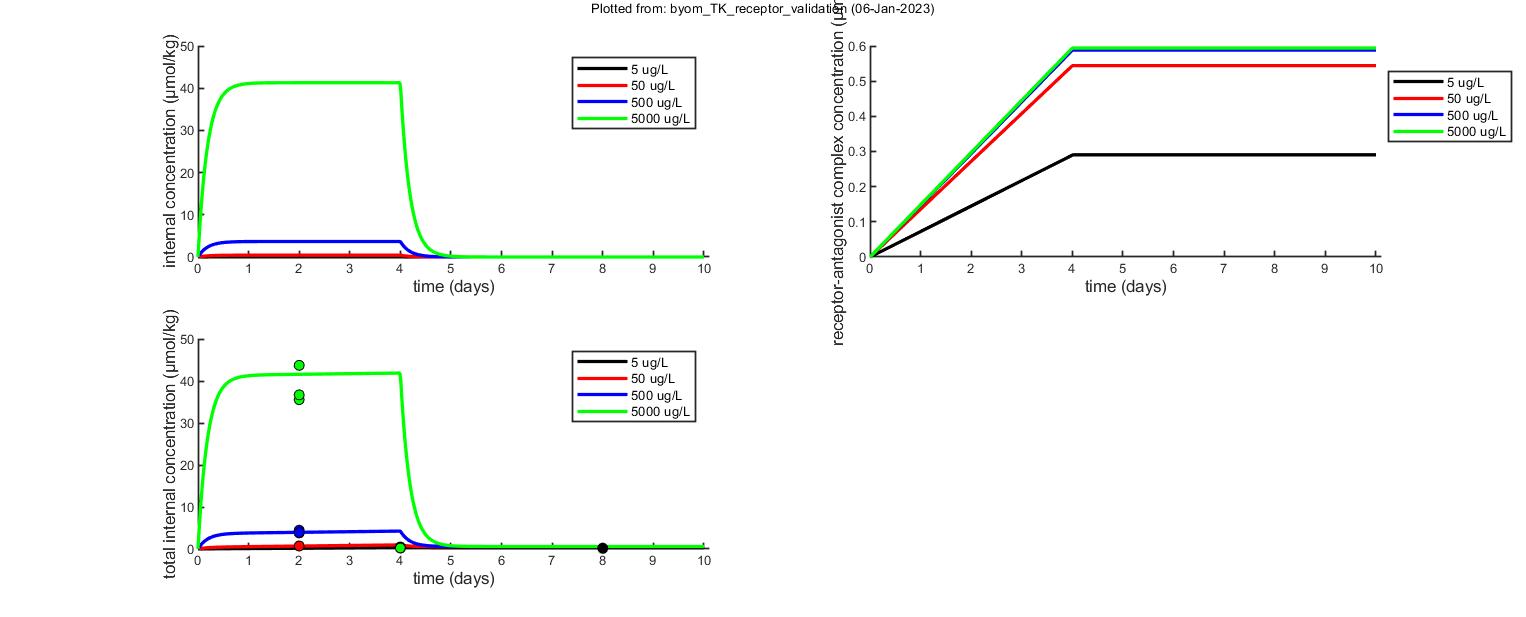 Plotted from: byom_TK_receptor_validation (06-Jan-2023)
internal concentration (µmol/kg)
50
40
30
20
10
0
0 1 2 3 4 5 6 7 8 9 10
time (days)
5 ug/L
50 ug/L
500 ug/L
5000 ug/L
receptor-antagonist complex concentration
0.6
0.5
0.4
0.3
0.2
0.1
0
0 1 2 3 4 5 6 7 8 9 10
time (days)
5 ug/L
50 ug/L
500 ug/L
5000 ug/L
total internal concentration (µmol/kg)
50
40
30
20
10
0
0 1 2 3 4 5 6 7 8 9 10
time (days)
5 ug/L
50 ug/L
500 ug/L
5000 ug/L